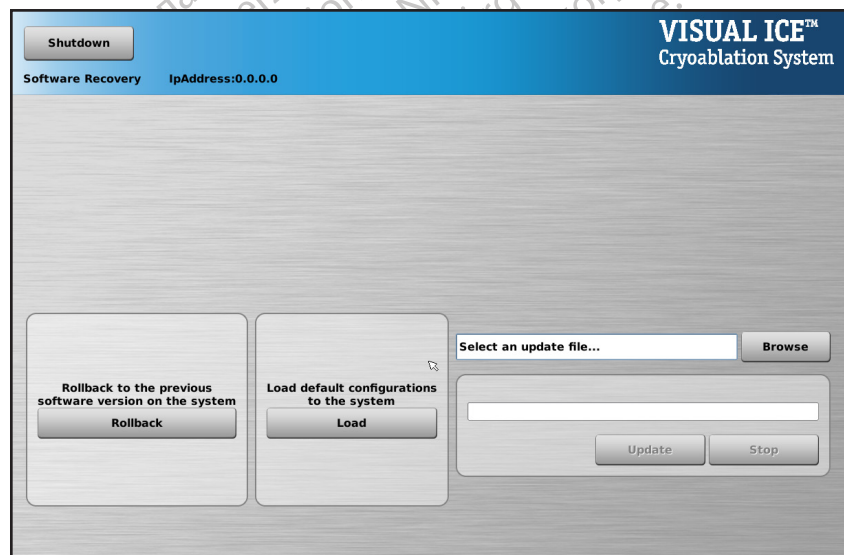 Shutdown
VISUAL ICE™
Cryoablation System
Software Recovery IpAddress:0.0.0.0
Select an update file...
Browse
Rollback to the previous
software version on the system
Rollback
Load default configurations
to the system
Load
Update
Stop